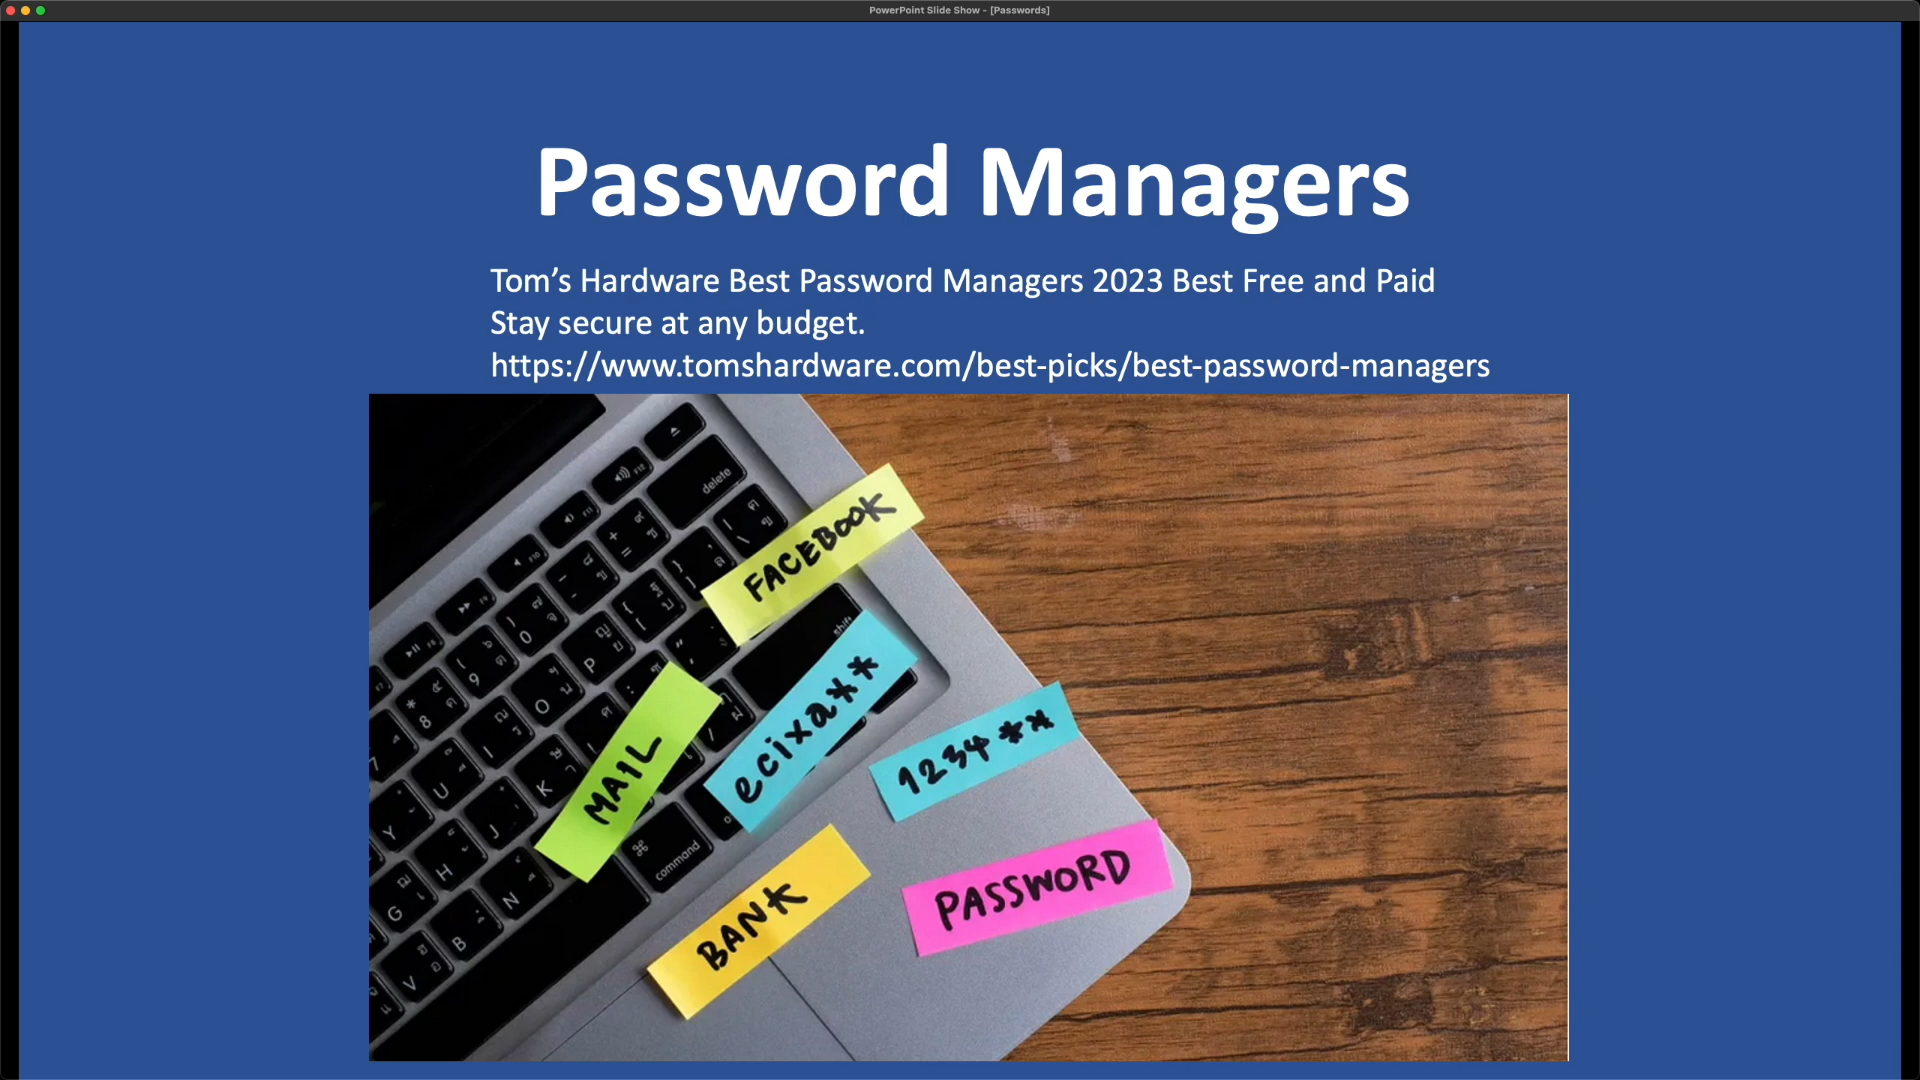 PowerPoint Slide Show - [Passwords]
Password Managers
Tom’s Hardware Best Password Managers 2023 Best Free and Paid
Stay secure at any budget.
https://www.tomshardware.com/best-picks/best-password-managers
delete
FACEBOOK
shift
ecixa**
1234**
MAIL
command
PASSWORD
BANK